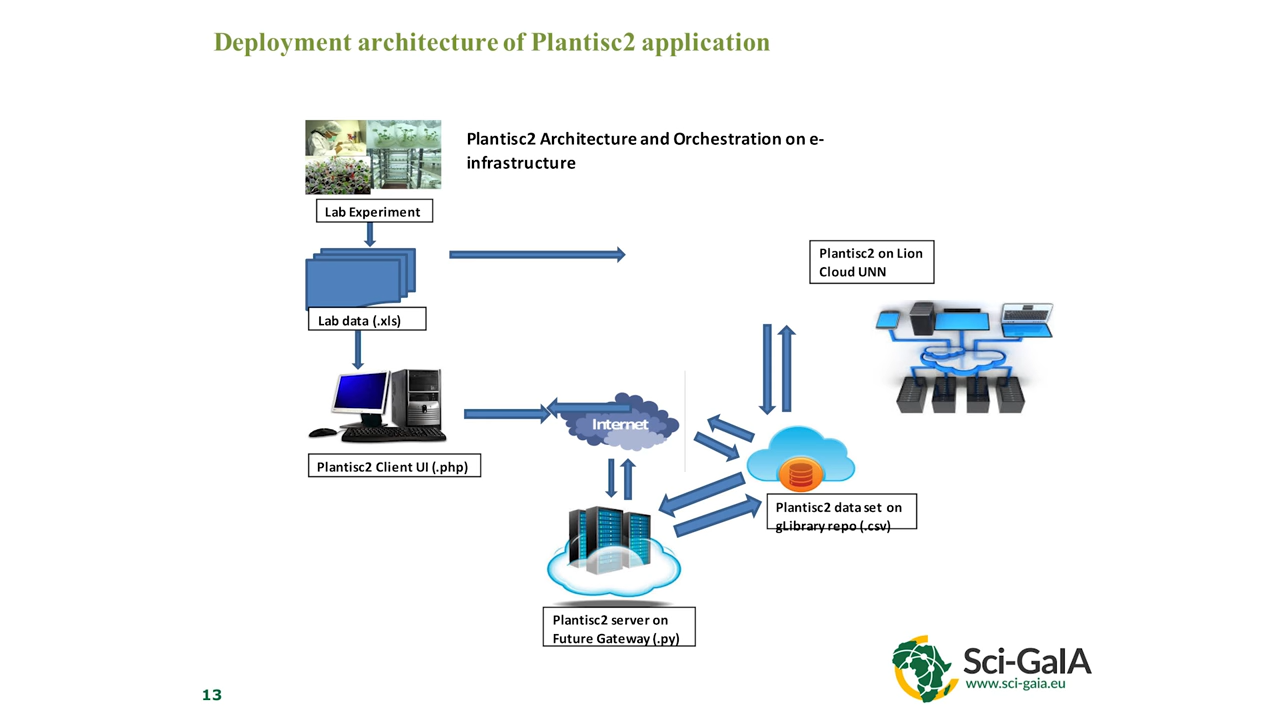 Deployment architecture of Plantisc2 application
Plantisc2 Architecture and Orchestration on e-
infrastructure
Lab Experiment
Plantisc2 on Lion
Cloud UNN
Lab data (.xls)
Internet
Plantisc2 Client UI (.php)
Plantisc2 data set on
gLibrary repo (.csv)
Plantisc2 server on
Future Gateway (.py)
Sci-GaIA
www.sci-gaia.eu
13